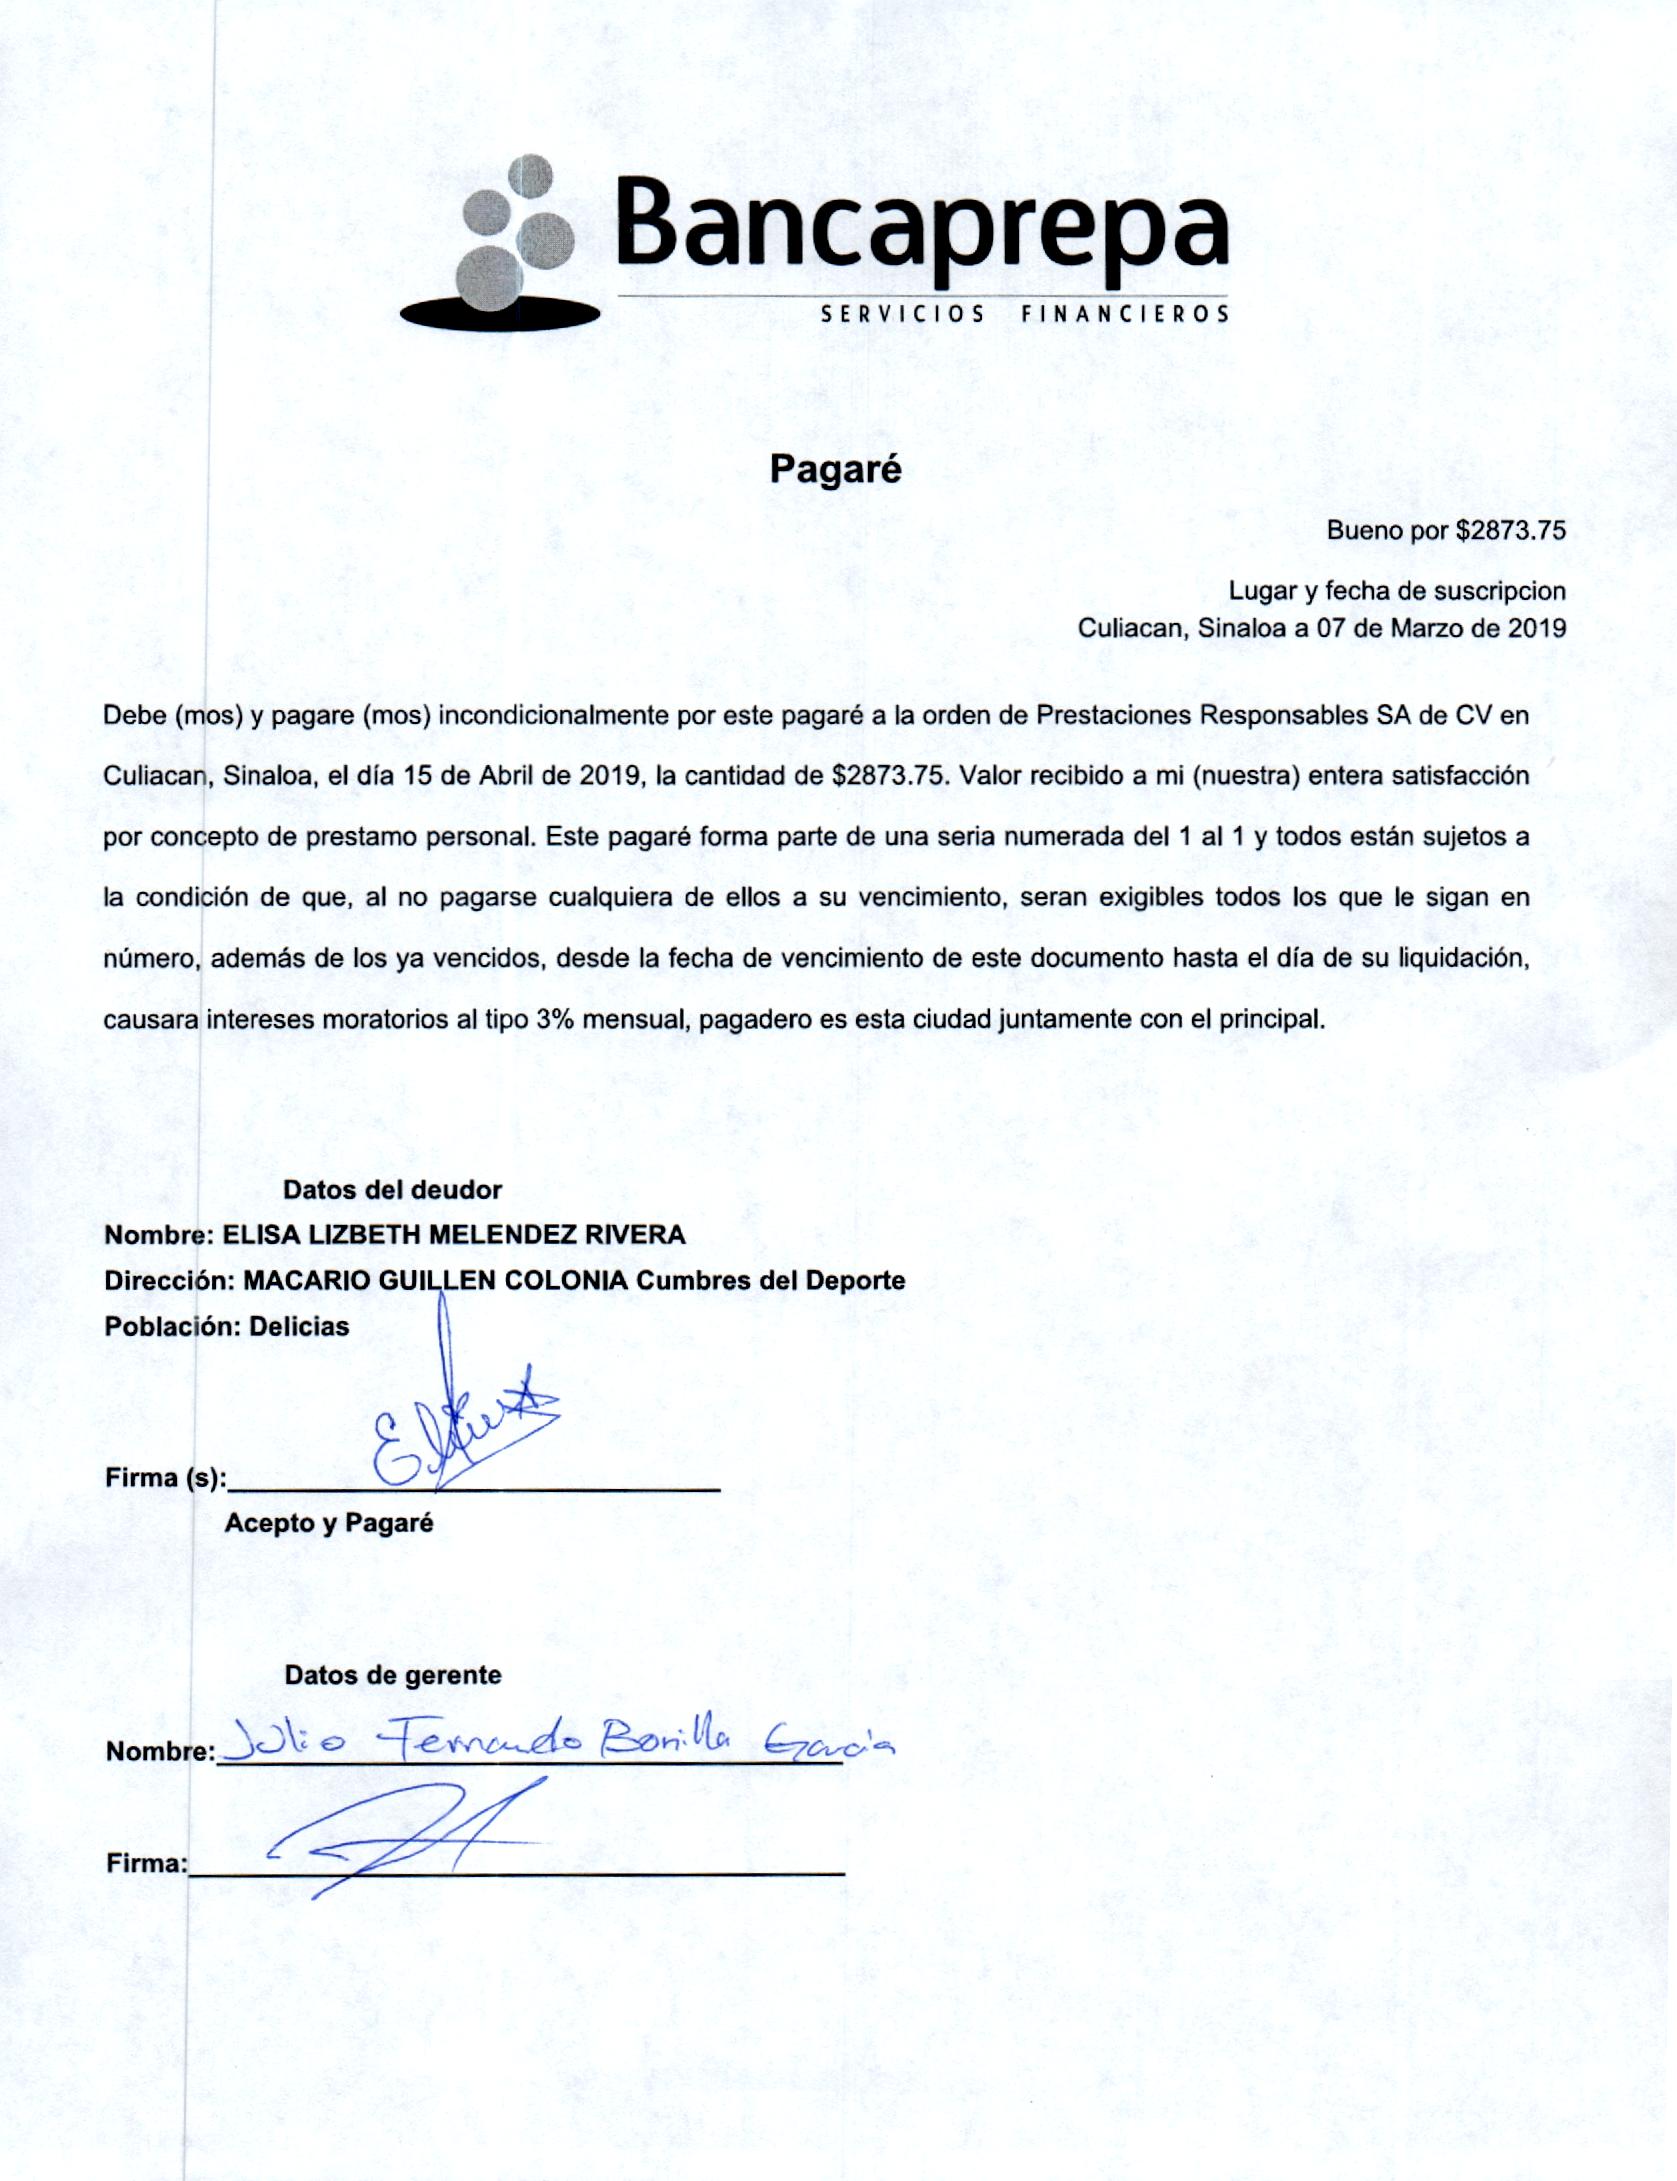 Bancaprepa
SERVICIOS FINANCIEROS
Pagaré
Bueno por $2873.75
Lugar y fecha de suscripcion
Culiacan, Sinaloa a 07 de Marzo de 2019
Debe (mos) y pagare (mos) incondicionalmente por este pagaré a la orden de Prestaciones Responsables SA de CV en
Culiacan, Sinaloa, el día 15 de Abril de 2019, la cantidad de $2873.75. Valor recibido a mi (nuestra) entera satisfacción
por concepto de prestamo personal. Este pagaré forma parte de una seria numerada del 1 al 1 y todos están sujetos a
la condición de que, al no pagarse cualquiera de ellos a su vencimiento, seran exigibles todos los que le sigan en
número, además de los ya vencidos, desde la fecha de vencimiento de este documento hasta el día de su liquidación,
causara intereses moratorios al tipo 3% mensual, pagadero es esta ciudad juntamente con el principal.
Datos del deudor
Nombre: ELISA LIZBETH MELENDEZ RIVERA
Dirección: MACARIO GUILLEN COLONIA Cumbres del Deporte
Población: Delicias
Firma (s):
Acepto y Pagaré
Datos de gerente
Nombre: Julio Fernando Bonilla García
Firma: